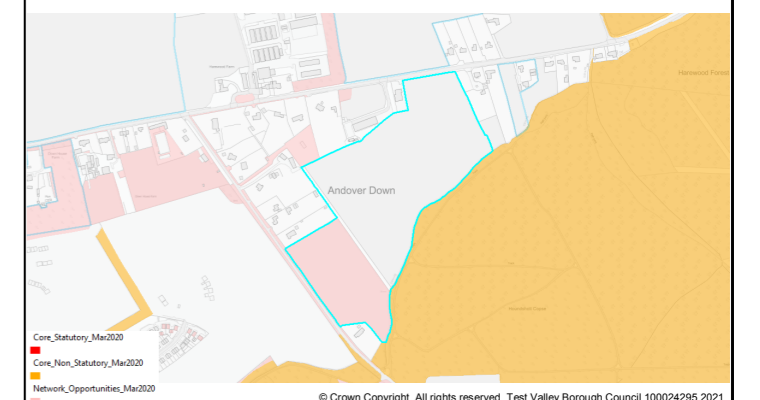 Harewood Forest
Andover Down
Core_Statutory_Mar2020
Core_Non_Statutory_Mar2020
Network_Opportunities_Mar2020
© Crown Copyright. All rights reserved. Test Valley Borough Council 100024295 2021